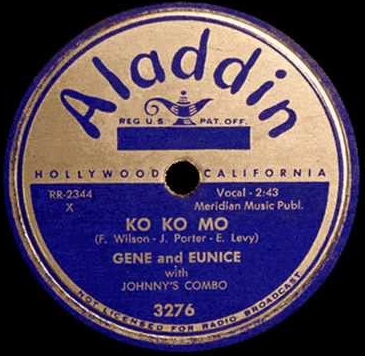 Aladdin
REG. U.S. PAT. OFF.
HOLLYWOOD CALIFORNIA
RR-2344
X
Vocal - 2:43
Meridian Music Publ.
KO KO MO
(F. Wilson - J. Porter - E. Levy)
GENE and EUNICE
with
JOHNNY'S COMBO
3276
NOT LICENSED FOR RADIO BROADCAST